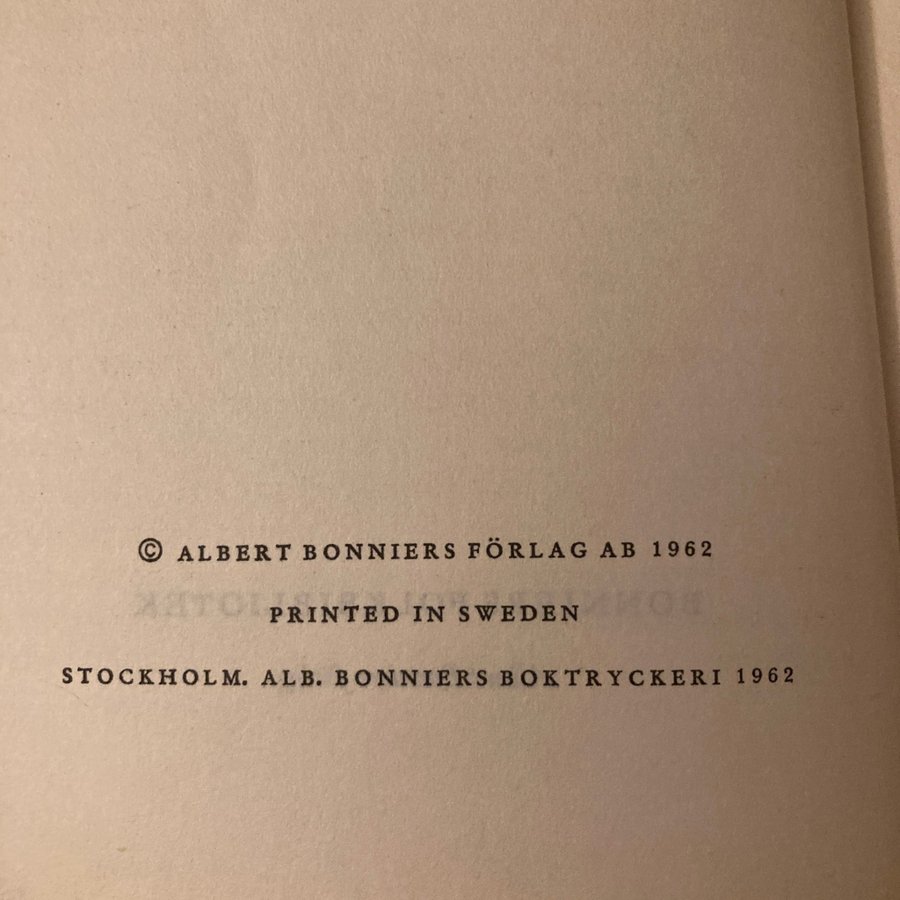 © ALBERT BONNIERS FÖRLAG AB 1962
PRINTED IN SWEDEN
STOCKHOLM. ALB. BONNIERS BOKTRYCKERI 1962